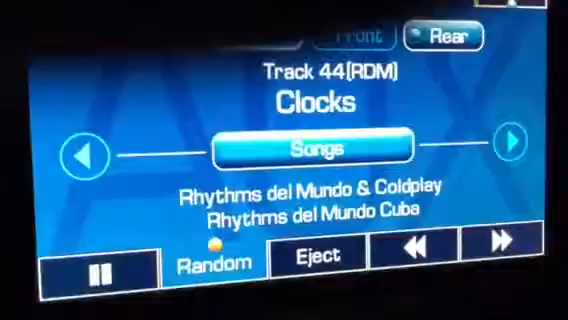 Front Rear
Track 44(RDM)
Clocks
Songs
Rhythms del Mundo & Coldplay
Rhythms del Mundo Cuba
Random Eject